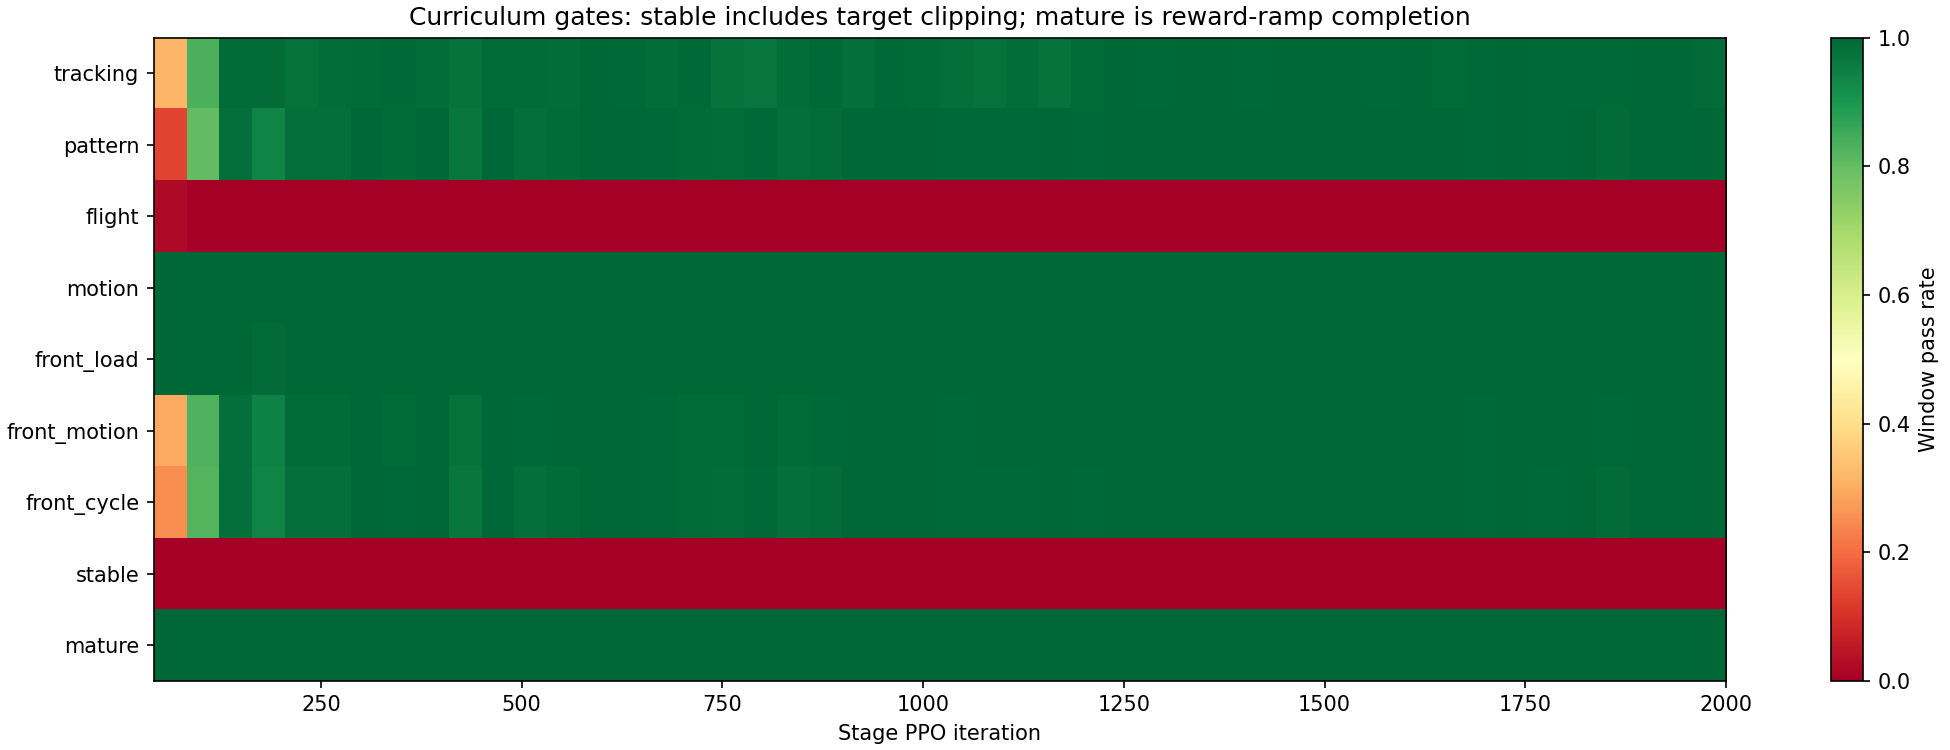 Curriculum gates: stable includes target clipping; mature is reward-ramp completion
tracking
pattern
flight
motion
front_load
front_motion
front_cycle
stable
mature
250 500 750 1000 1250 1500 1750 2000
Stage PPO iteration
1.0
0.8
0.6
0.4
0.2
0.0
Window pass rate